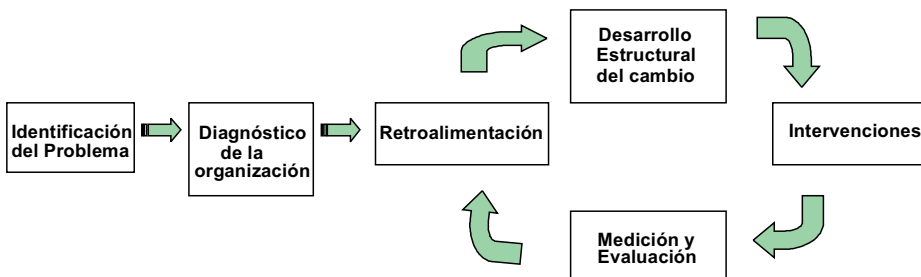 Identificación
del Problema
Diagnóstico
de la
organización
Retroalimentación
Desarrollo
Estructural
del cambio
Intervenciones
Medición y
Evaluación